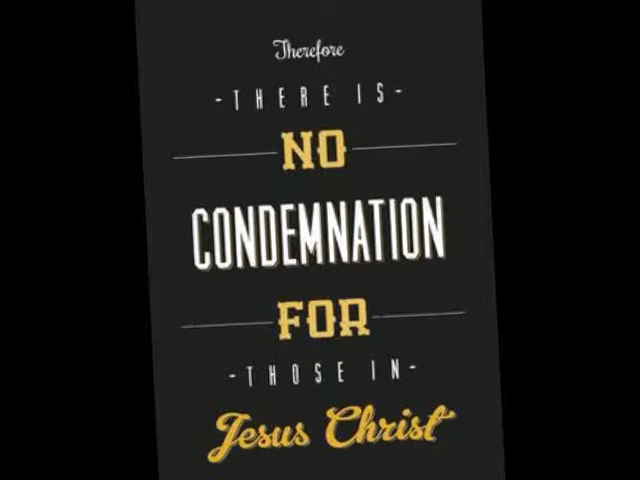 Therefore
-THERE IS-
NO
CONDEMNATION
FOR
-THOSE IN-
Jesus Christ